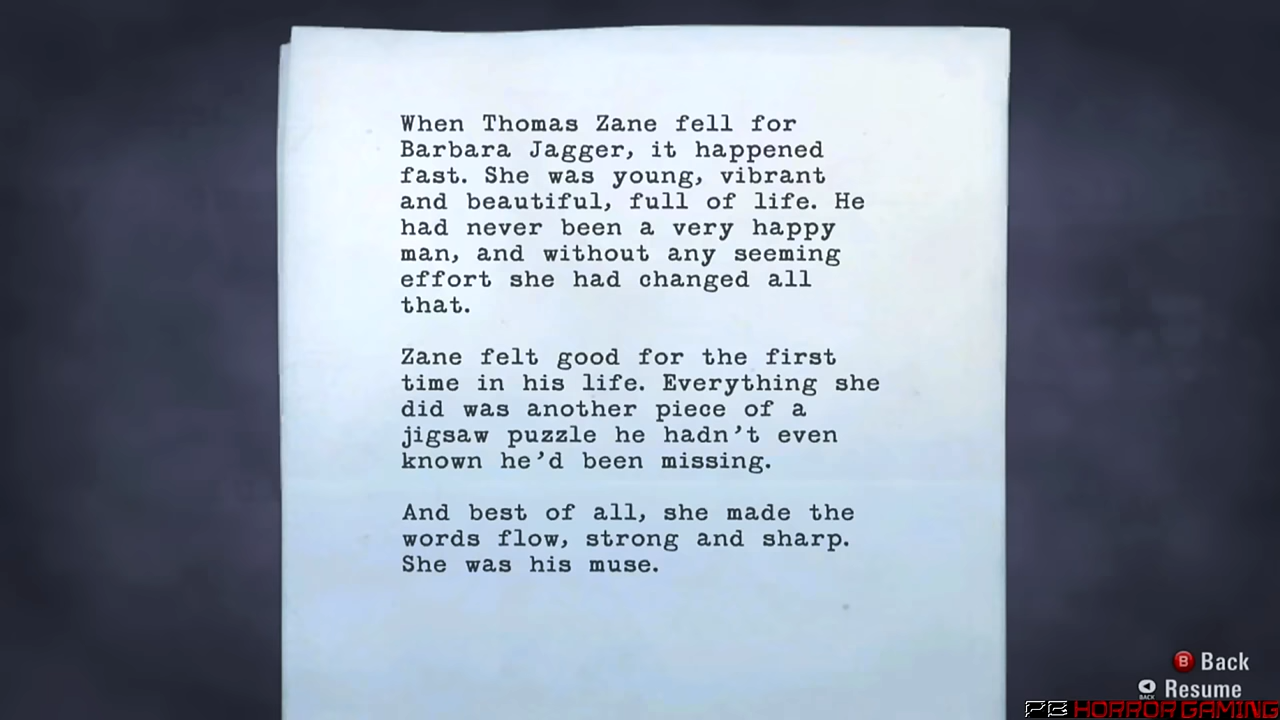 When Thomas Zane fell for
Barbara Jagger, it happened
fast. She was young, vibrant
and beautiful, full of life. He
had never been a very happy
man, and without any seeming
effort she had changed all
that.
Zane felt good for the first
time in his life. Everything she
did was another piece of a
jigsaw puzzle he hadn't even
known he'd been missing.
And best of all, she made the
words flow, strong and sharp.
She was his muse.
B Back
BACK Resume
HORROR GAMING